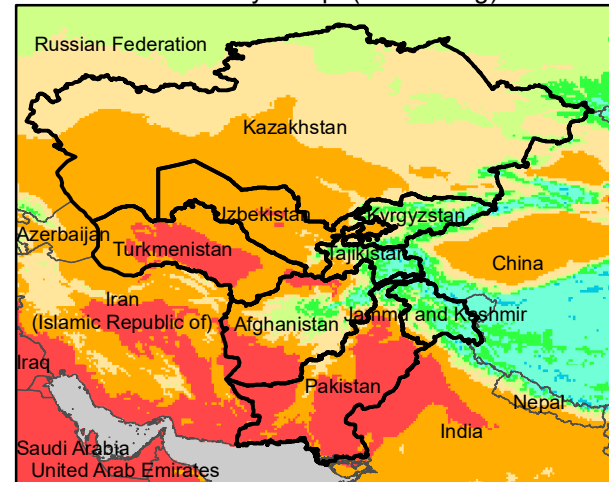 Russian Federation
Kazakhstan
Izbekistan
Kyrgyzstan
Azerbaijan
Turkmenistan
Tajikistan
China
Iran
(Islamic Republic of)
Afghanistan
Jammu and Kashmir
Iraq
Pakistan
Nepal
India
Saudi Arabia
United Arab Emirates